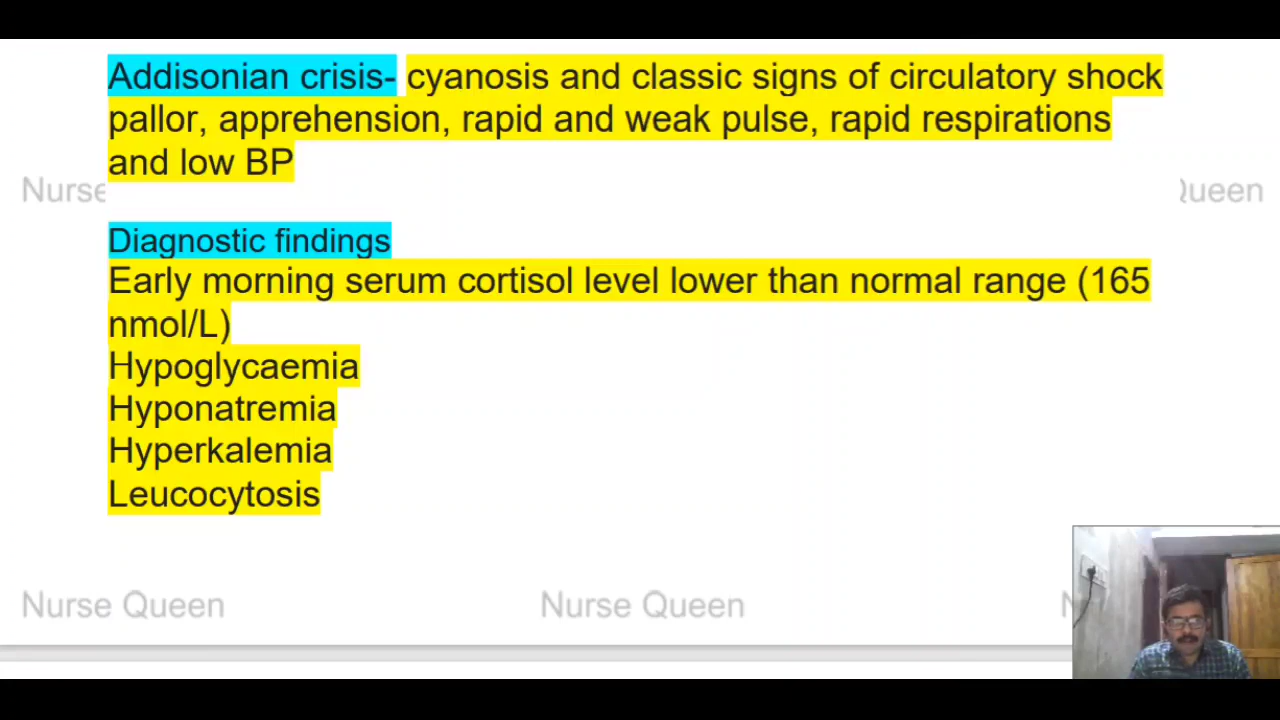 Addisonian crisis- cyanosis and classic signs of circulatory shock
pallor, apprehension, rapid and weak pulse, rapid respirations
and low BP
Nurse
Queen
Diagnostic findings
Early morning serum cortisol level lower than normal range (165
nmol/L)
Hypoglycaemia
Hyponatremia
Hyperkalemia
Leucocytosis
Nurse Queen Nurse Queen